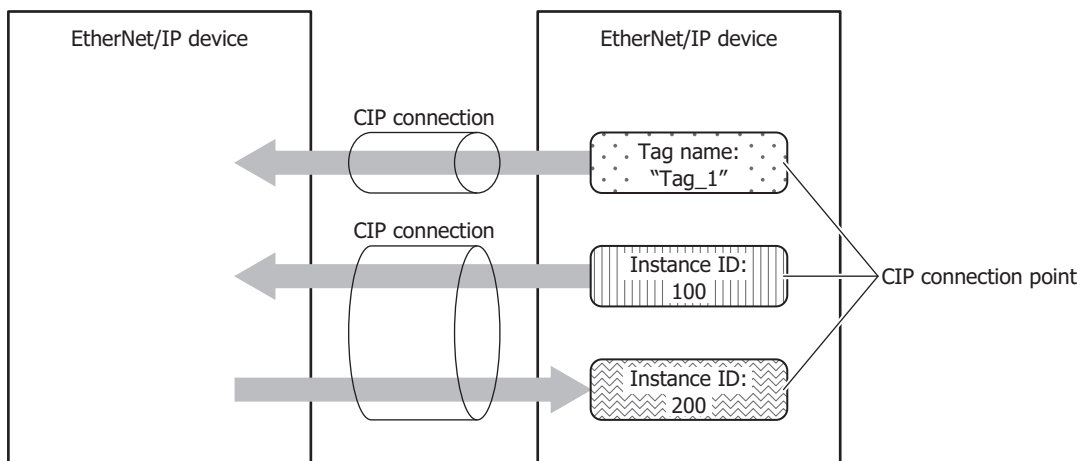 EtherNet/IP device
EtherNet/IP device
CIP connection
Tag name:
“Tag_1”
CIP connection
Instance ID:
100
CIP connection point
Instance ID:
200